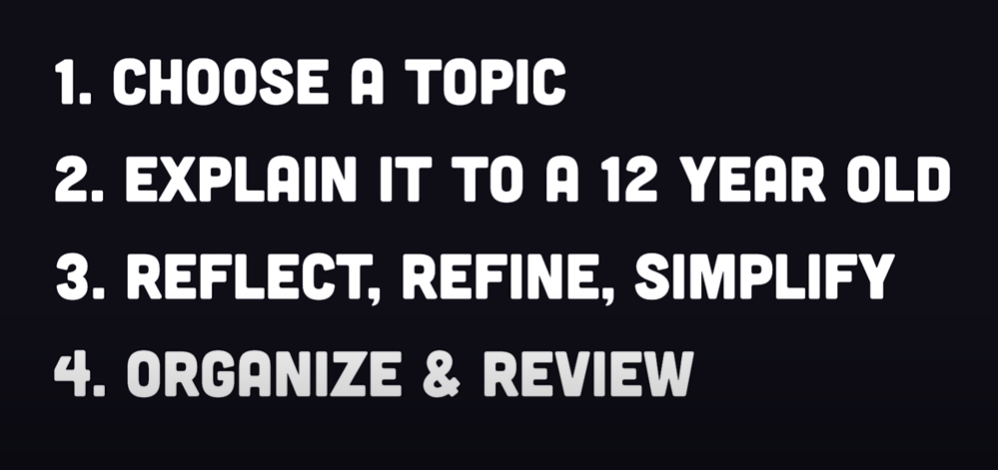 1. CHOOSE A TOPIC
2. EXPLAIN IT TO A 12 YEAR OLD
3. REFLECT, REFINE, SIMPLIFY
4. ORGANIZE & REVIEW